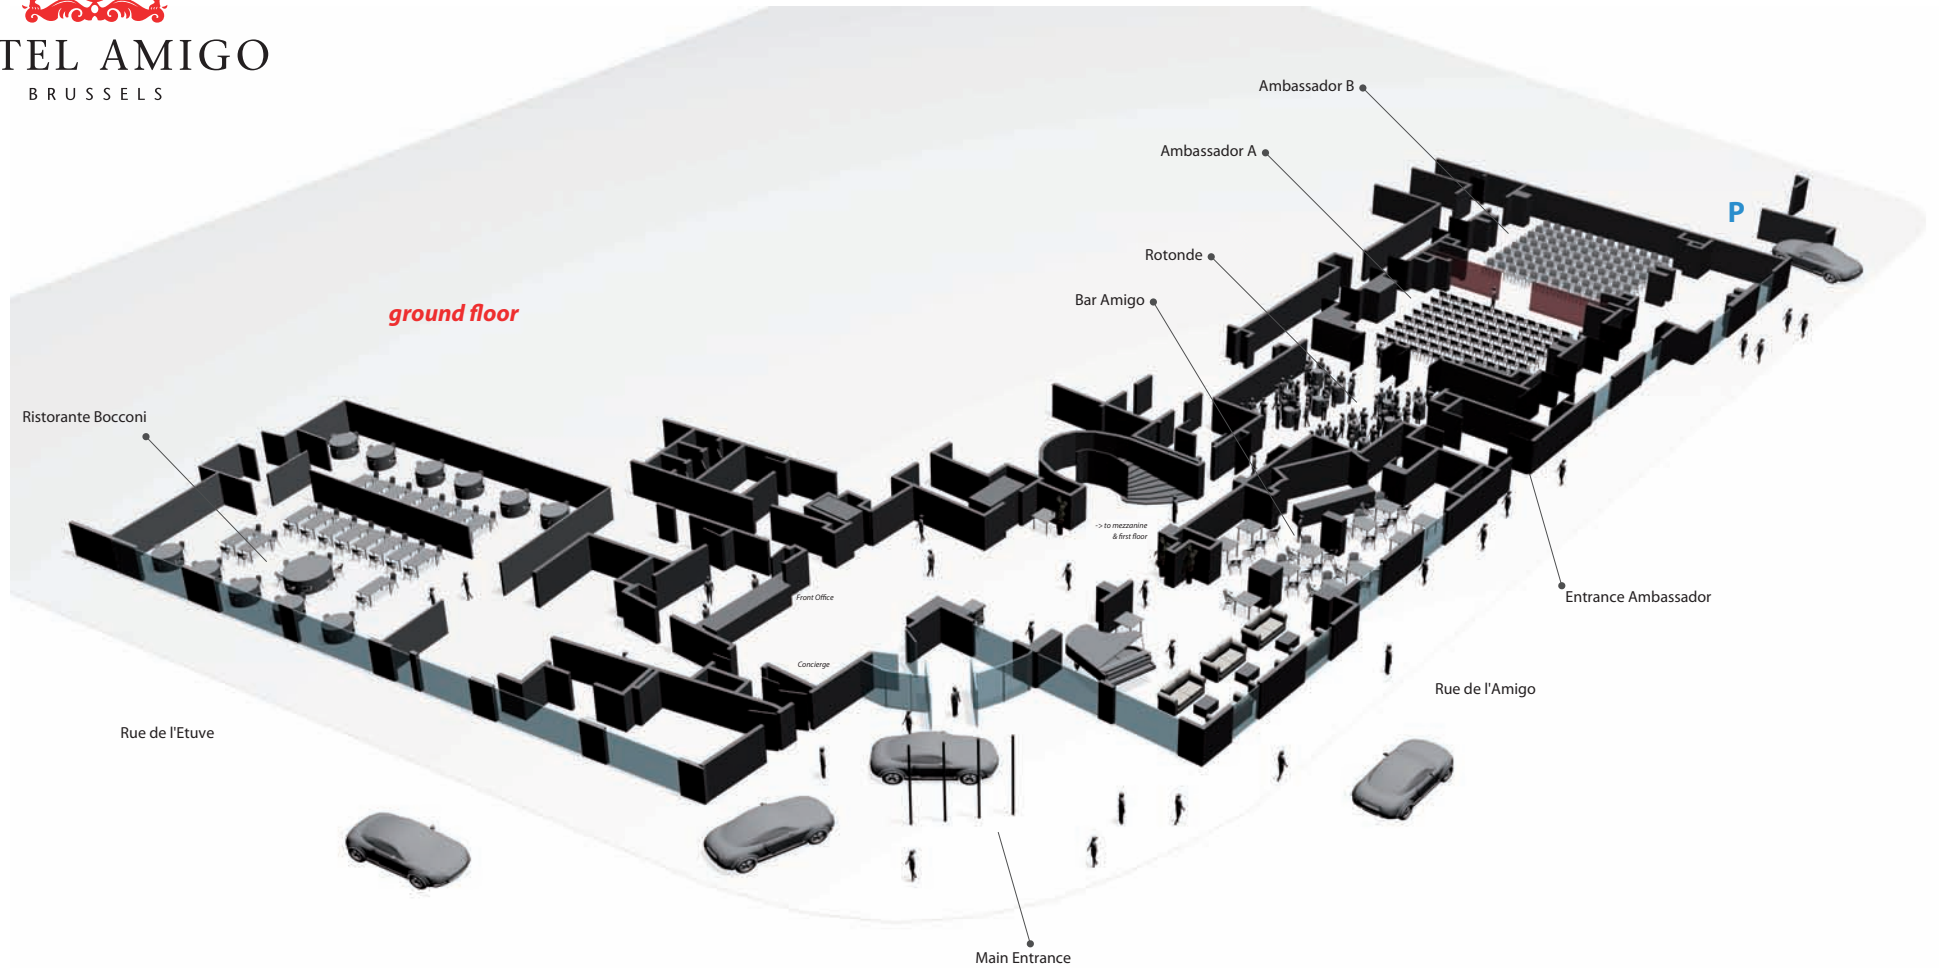 TEL AMIGO
BRUSSELS
Ambassador B
Ambassador A
P
Rotonde
Bar Amigo
ground floor
Ristorante Bocconi
-> to mezzanine
& first floor
Front Office
Entrance Ambassador
Concierge
Rue de l'Amigo
Rue de l'Etuve
Main Entrance